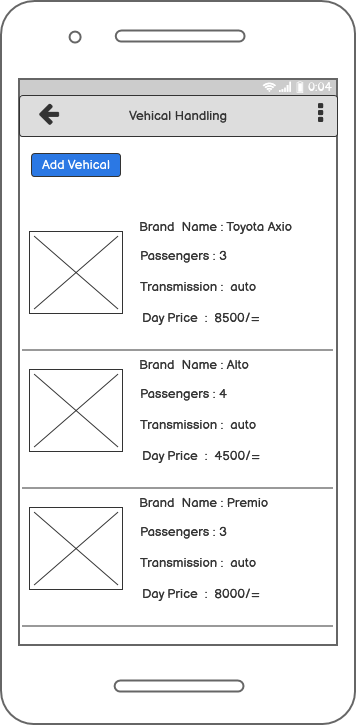 0:04
Vehical Handling
Add Vehical
Brand Name : Toyota Axio
Passengers : 3
Transmission : auto
Day Price : 8500/=
Brand Name : Alto
Passengers : 4
Transmission : auto
Day Price : 4500/=
Brand Name : Premio
Passengers : 3
Transmission : auto
Day Price : 8000/=